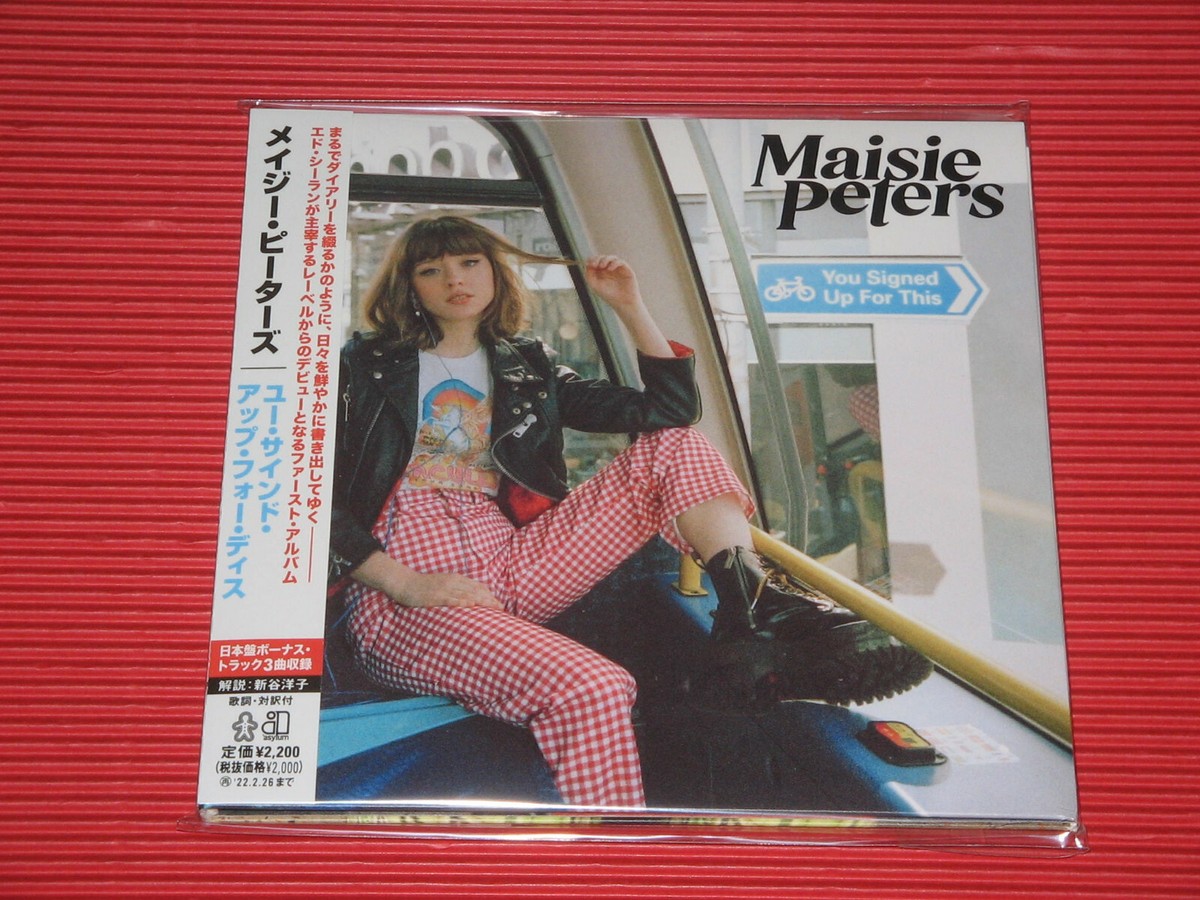 メイジー・ピーターズ
ユー・サインド・
アップ・フォー・ディス
まるでダイアリーを綴るかのように、日々を鮮やかに書き出してゆく———
エド・シーランが主宰するレーベルからのデビューとなるファースト・アルバム
日本盤ボーナス・
トラック3曲収録
解説:新谷洋子
歌詞・対訳付
asylum
定価¥2,200
(税抜価格¥2,000)
再 '22.2.26まで
Maisie
peters
You Signed
Up For This